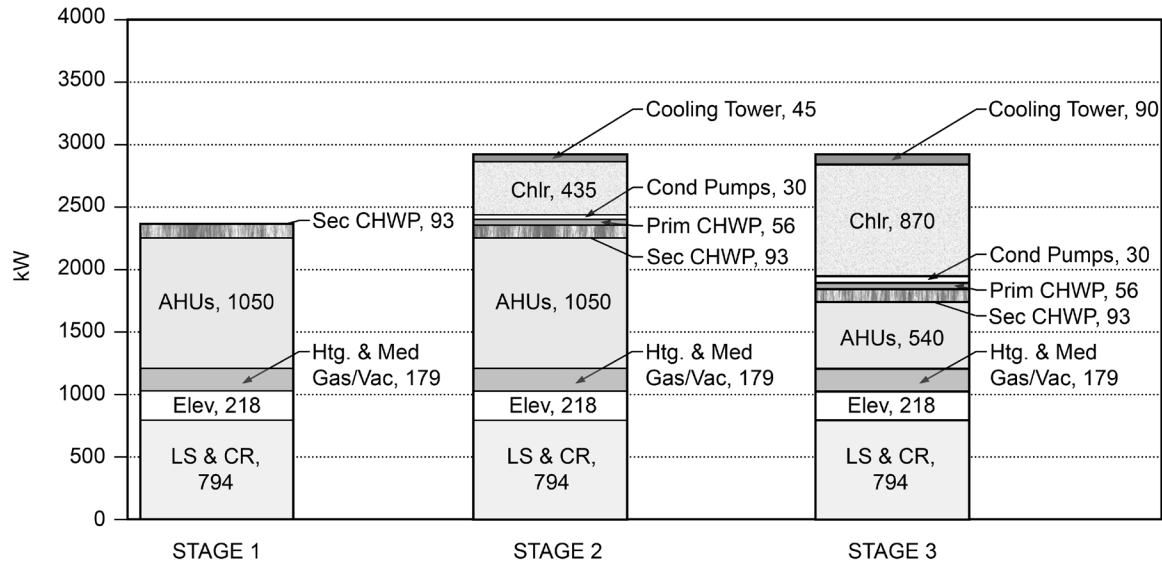 4000
3500
3000
2500
2000
1500
1000
500
0
kW
Sec CHWP, 93
AHUs, 1050
Htg. & Med
Gas/Vac, 179
Elev, 218
LS & CR,
794
STAGE 1
Cooling Tower, 45
Chlr, 435
Cond Pumps, 30
Prim CHWP, 56
Sec CHWP, 93
AHUs, 1050
Htg. & Med
Gas/Vac, 179
Elev, 218
LS & CR,
794
STAGE 2
Cooling Tower, 90
Chlr, 870
Cond Pumps, 30
Prim CHWP, 56
Sec CHWP, 93
AHUs, 540
Htg. & Med
Gas/Vac, 179
Elev, 218
LS & CR,
794
STAGE 3